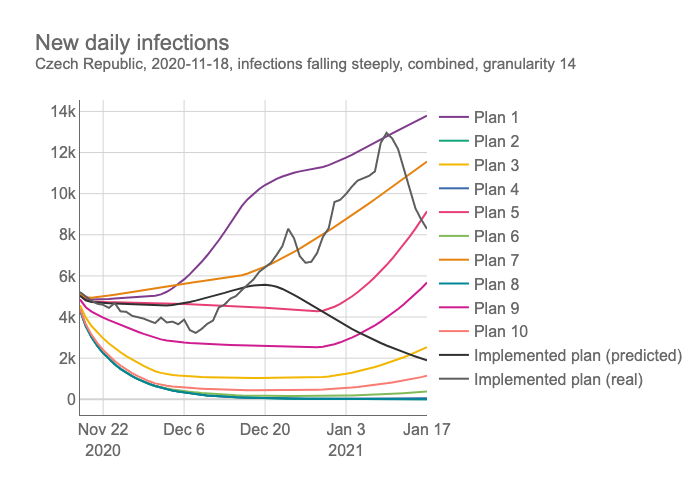 New daily infections
Czech Republic, 2020-11-18, infections falling steeply, combined, granularity 14
14k
12k
10k
8k
6k
4k
2k
0
Nov 22
2020
Dec 6
Dec 20
Jan 3
2021
Jan 17
Plan 1
Plan 2
Plan 3
Plan 4
Plan 5
Plan 6
Plan 7
Plan 8
Plan 9
Plan 10
Implemented plan (predicted)
Implemented plan (real)